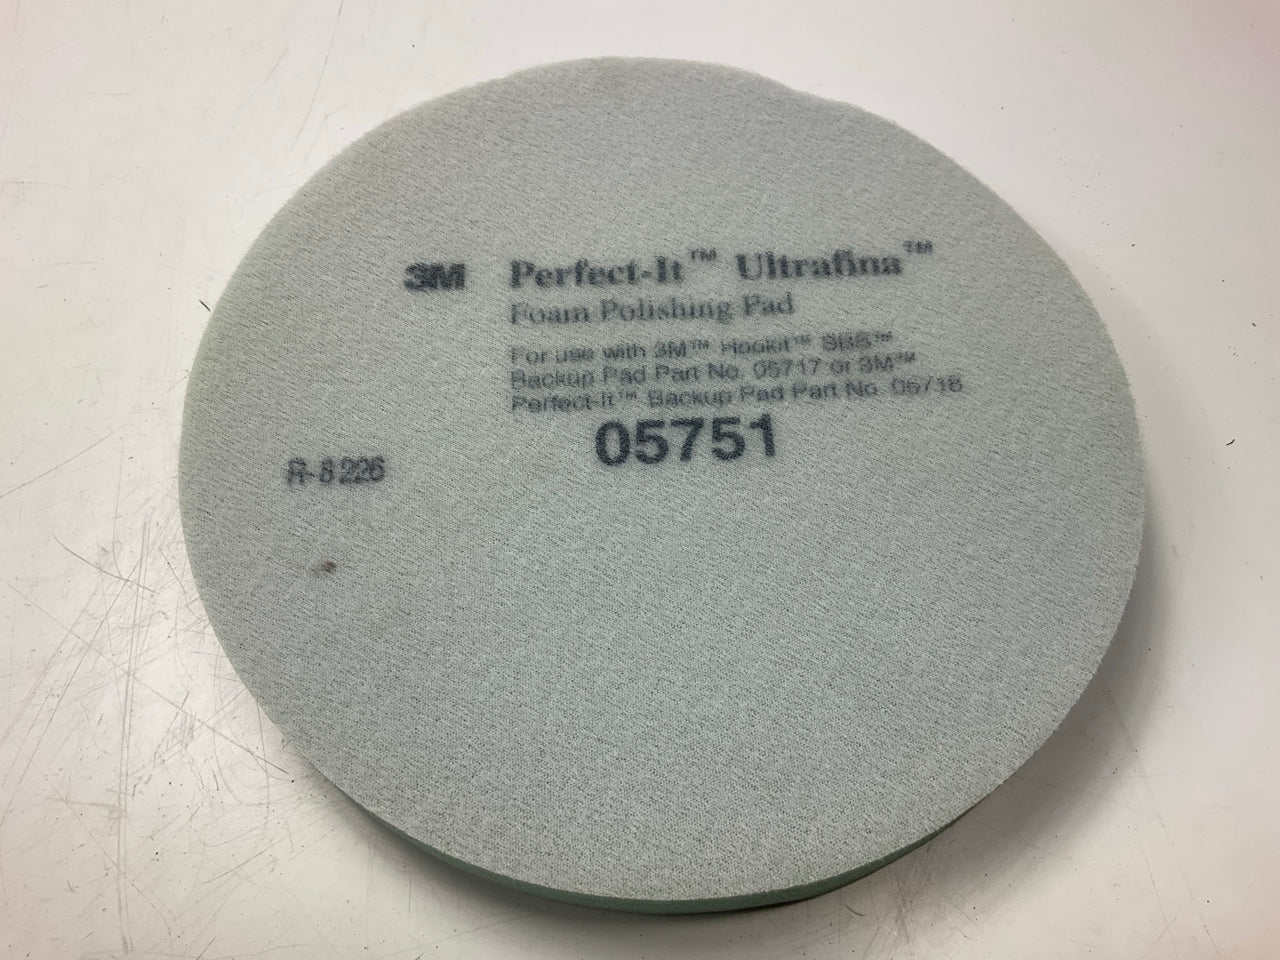 3M Perfect-It™ Ultrafina™
Foam Polishing Pad
For use with 3M™ Hookit™ SBS™
Backup Pad Part No. 05717 or 3M™
Perfect-It™ Backup Pad Part No. 05718
05751
R-8226